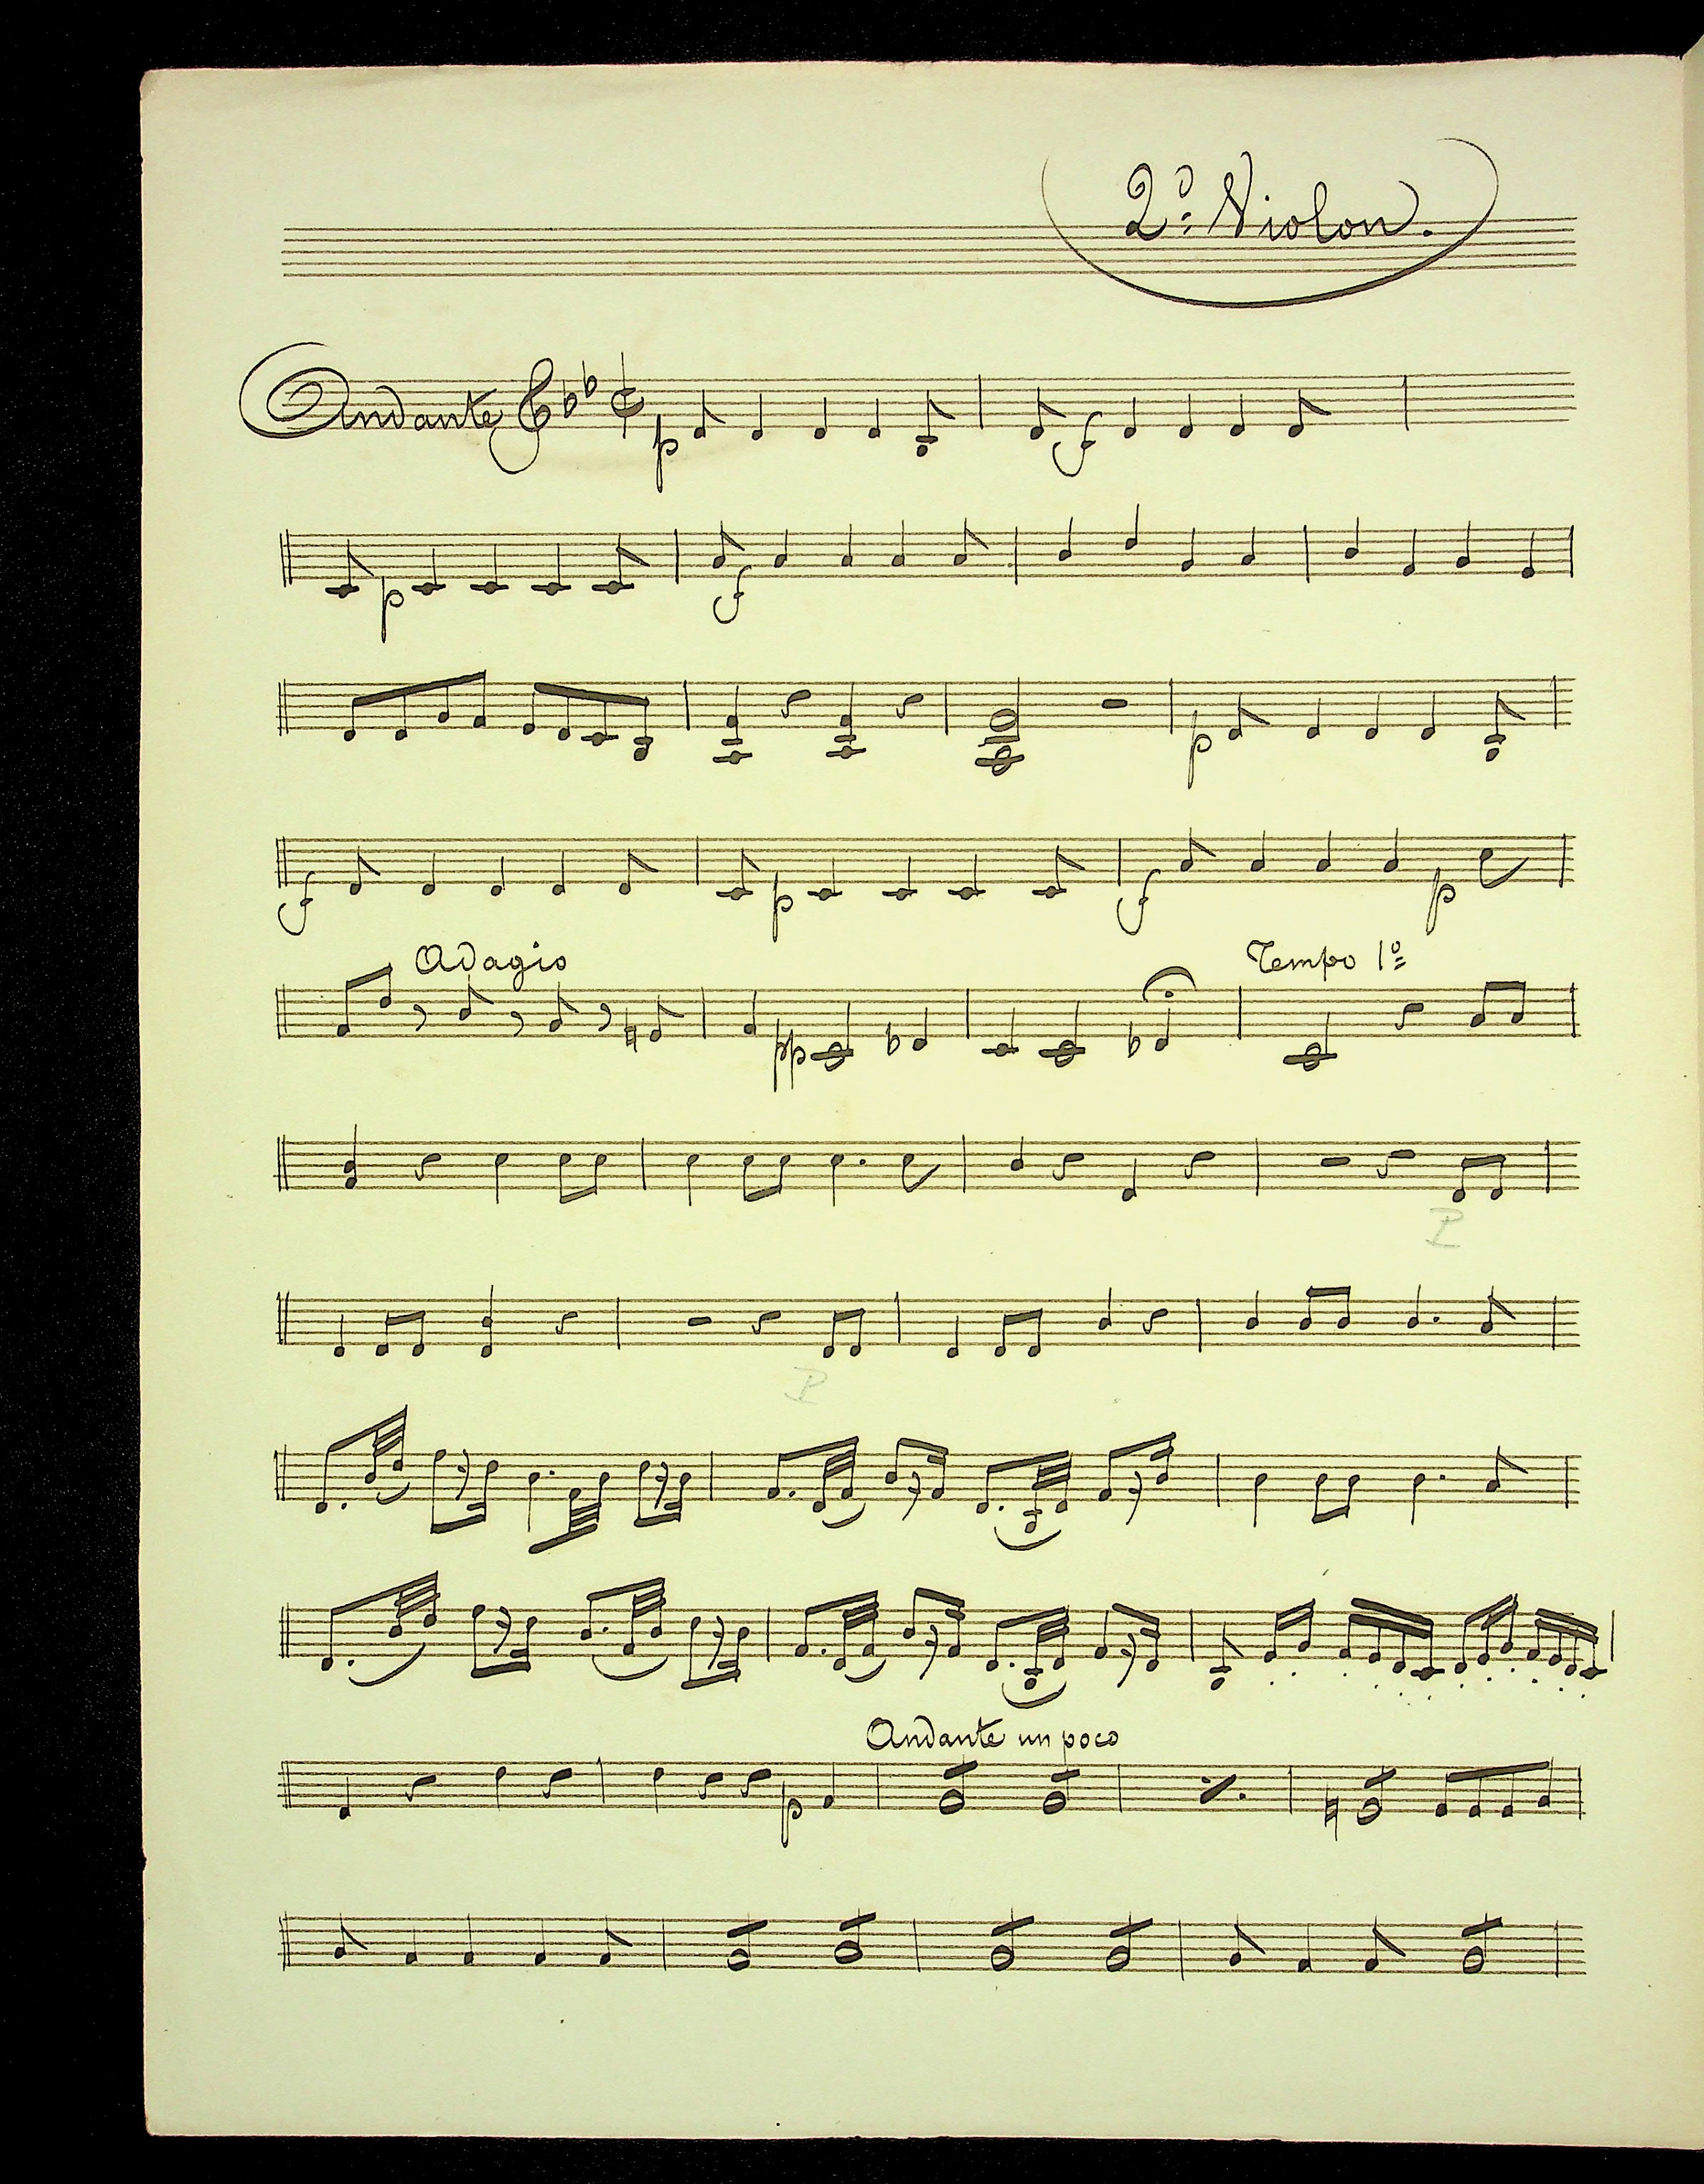 2º Violon.
Andante p f
p f
p
f p f p
Adagio Tempo 1º
pp
P
P
Andante un poco
p